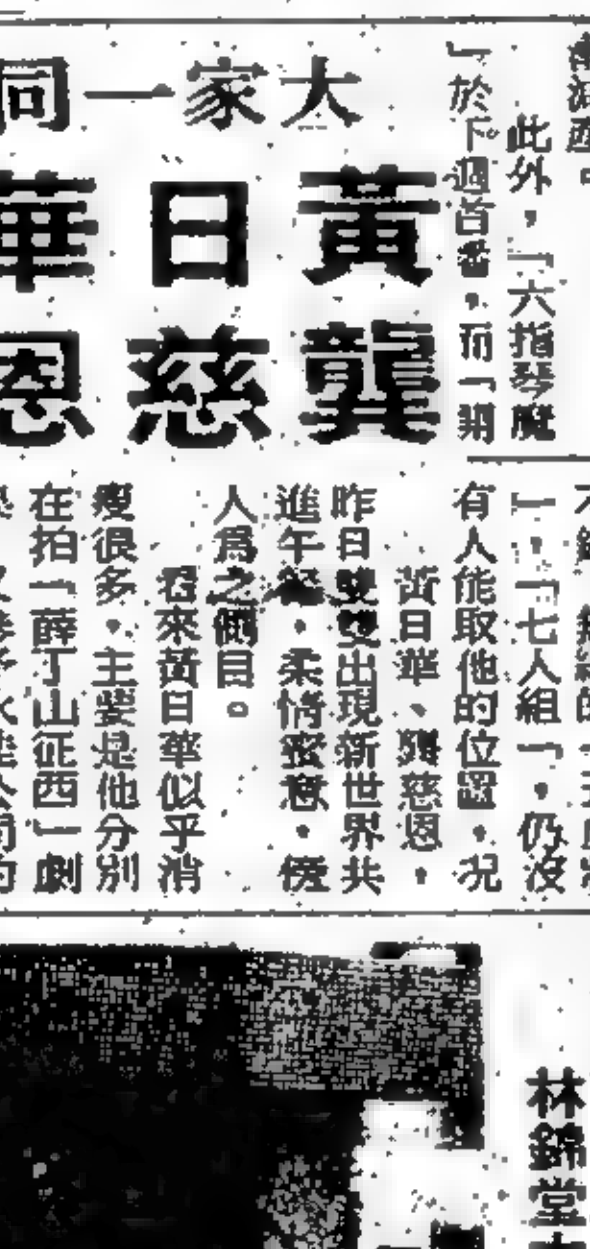 此外，「六指琴魔
」於下週首番，而「期
大家一同
黃日華
龔慈恩
」，「七人組」，仍沒
有人能取他的位置，況
黃日華、龔慈恩，
昨日雙雙出現新世界共
進午餐，柔情蜜意，儍
人為之側目。
看來黃日華似乎消
瘦很多，主要是他分別
在拍「薛丁山征西」劇
林錦堂